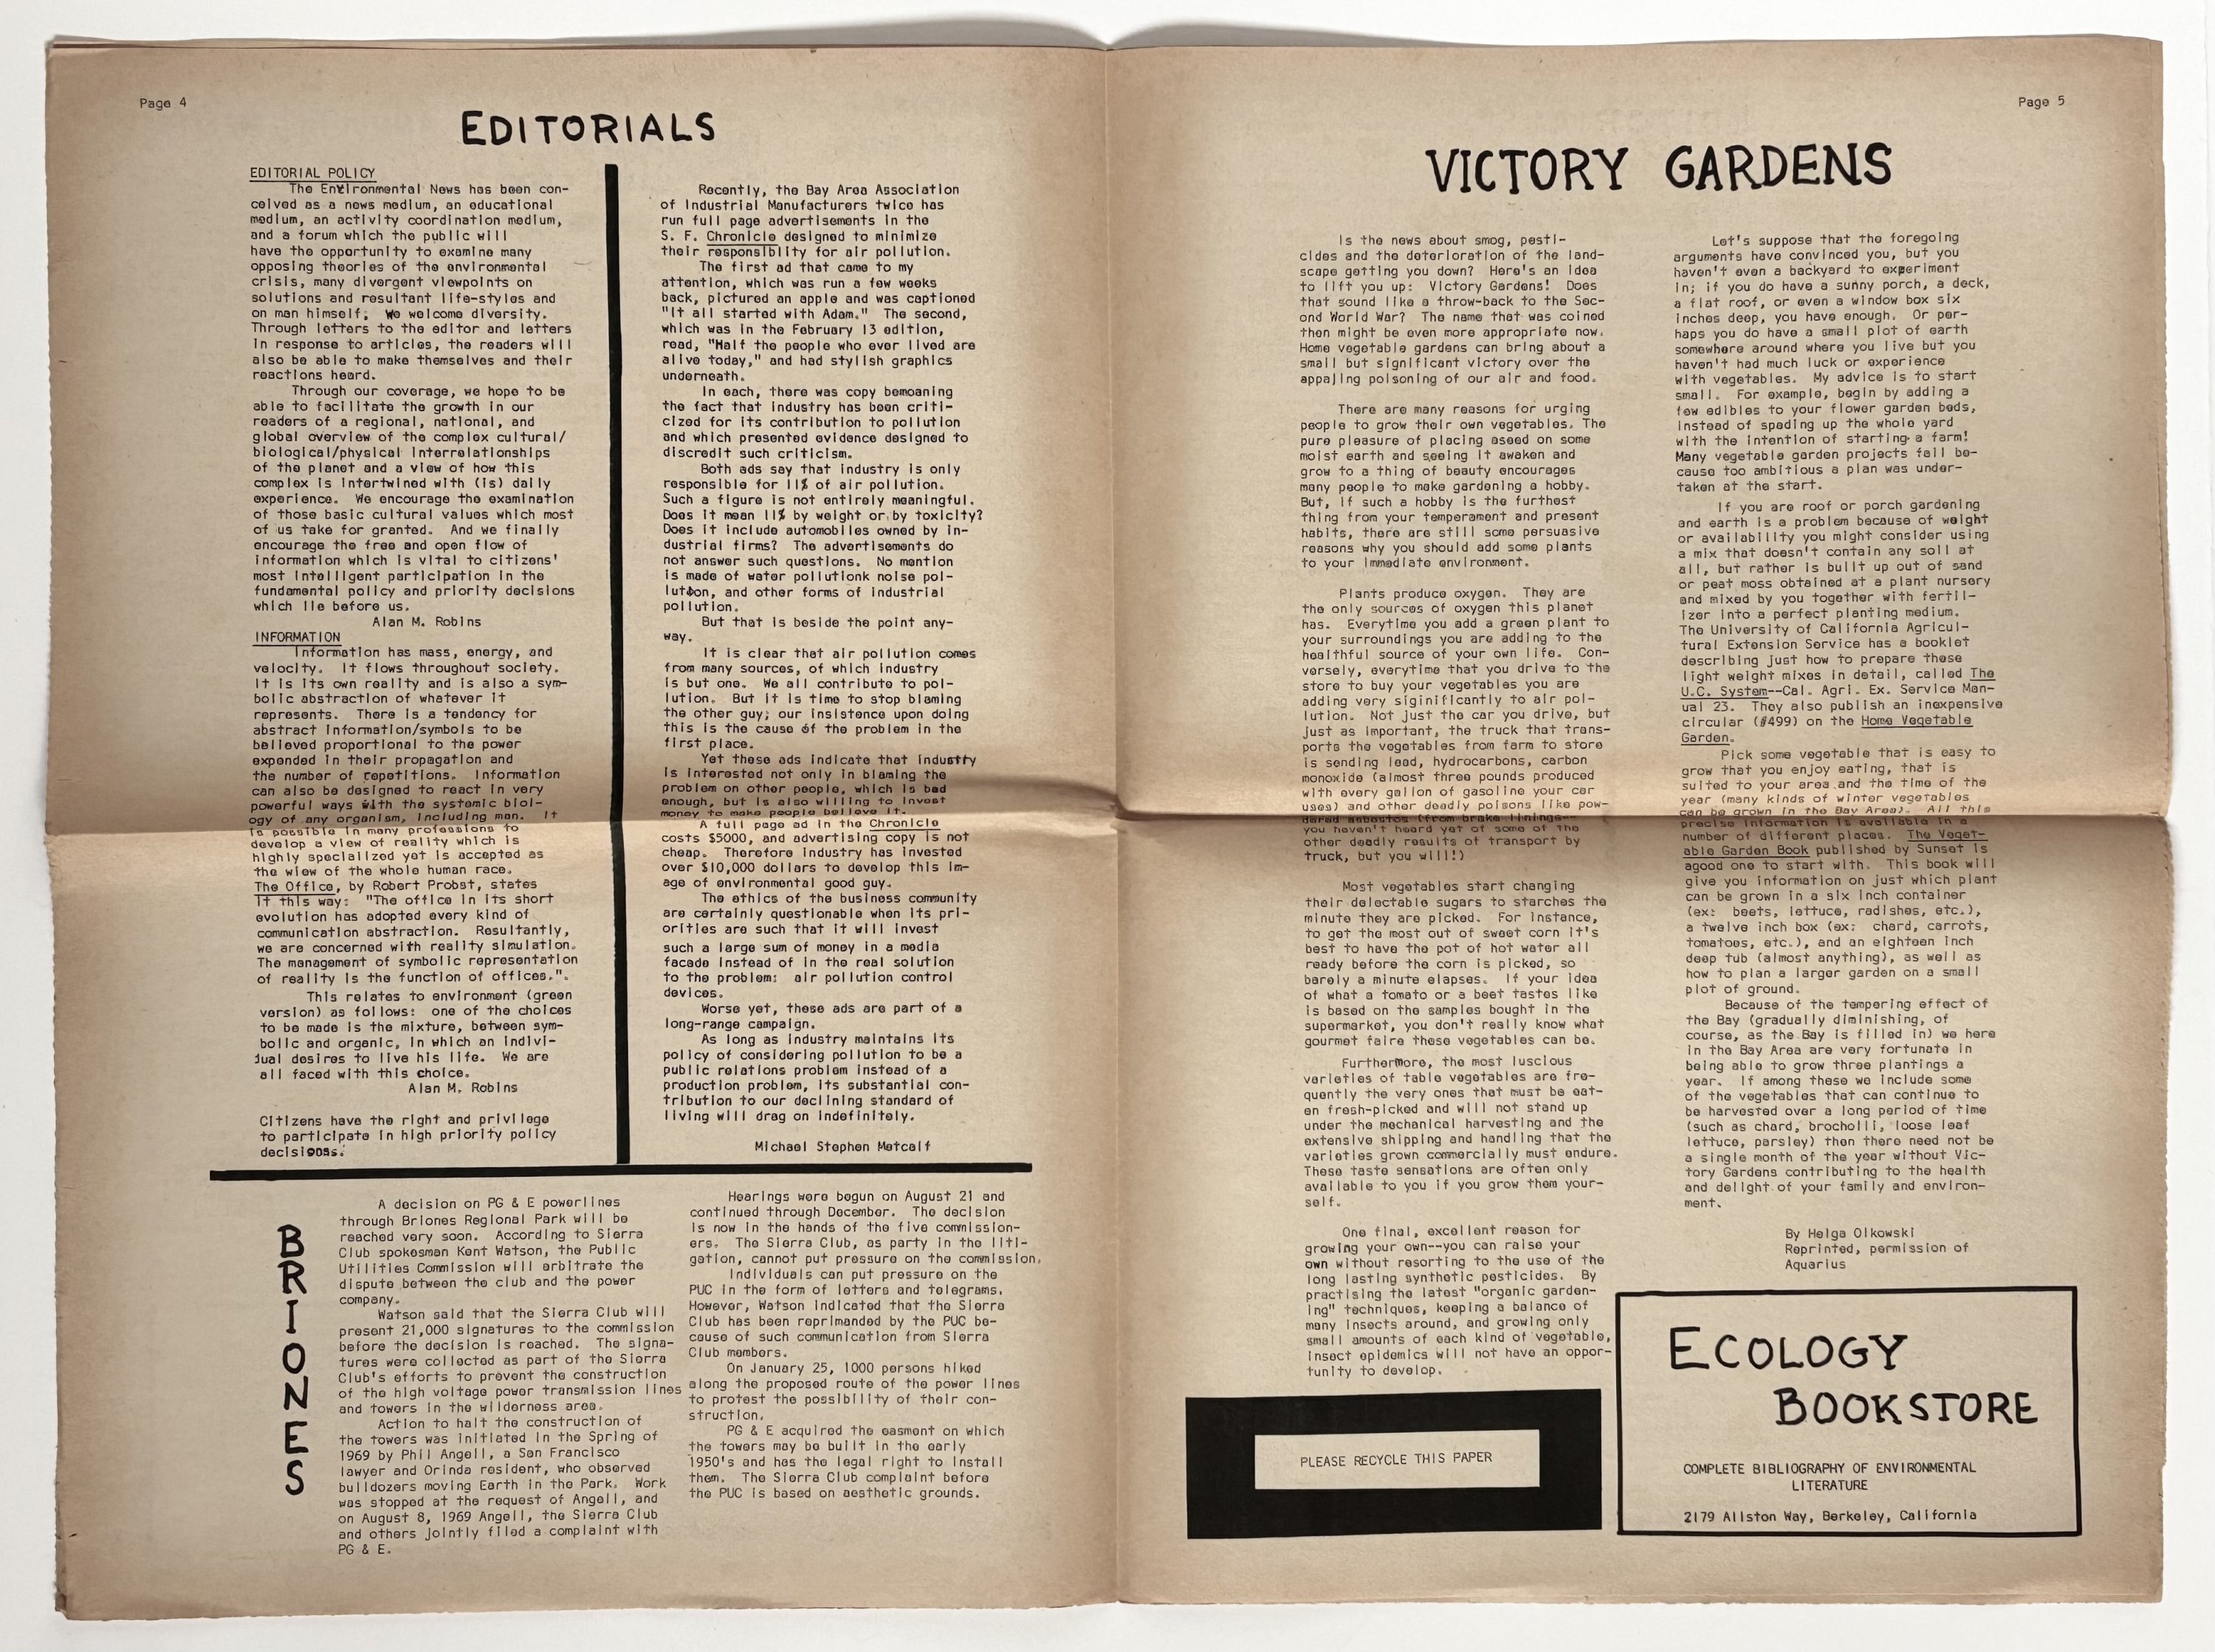 Page 4
EDITORIALS
EDITORIAL POLICY
The Environmental News has been con-
ceived as a news medium, an educational
medium, an activity coordination medium,
and a forum which the public will
have the opportunity to examine many
opposing theories of the environmental
crisis, many divergent viewpoints on
solutions and resultant life-styles and
on man himself; We welcome diversity.
Through letters to the editor and letters
in response to articles, the readers will
also be able to make themselves and their
reactions heard.
Through our coverage, we hope to be
able to facilitate the growth in our
readers of a regional, national, and
global overview of the complex cultural/
biological/physical interrelationships
of the planet and a view of how this
complex is intertwined with (is) daily
experience. We encourage the examination
of those basic cultural values which most
of us take for granted. And we finally
encourage the free and open flow of
information which is vital to citizens'
most intelligent participation in the
fundamental policy and priority decisions
which lie before us.
Alan M. Robins
INFORMATION
Information has mass, energy, and
velocity. It flows throughout society.
It is its own reality and is also a sym-
bolic abstraction of whatever it
represents. There is a tendency for
abstract information/symbols to be
believed proportional to the power
expended in their propagation and
the number of repetitions. Information
can also be designed to react in very
powerful ways with the systemic biol-
ogy of any organism, including man. It
is possible in many professions to
develop a view of reality which is
highly specialized yet is accepted as
the wiew of the whole human race.
The Office, by Robert Probst, states
it this way: "The office in its short
evolution has adopted every kind of
communication abstraction. Resultantly,
we are concerned with reality simulation.
The management of symbolic representation
of reality is the function of offices.".
This relates to environment (green
version) as follows: one of the choices
to be made is the mixture, between sym-
bolic and organic, in which an indivi-
dual desires to live his life. We are
all faced with this choice.
Alan M. Robins
Citizens have the right and privilege
to participate in high priority policy
decisions.
Recently, the Bay Area Association
of Industrial Manufacturers twice has
run full page advertisements in the
S. F. Chronicle designed to minimize
their responsiblity for air pollution.
The first ad that came to my
attention, which was run a few weeks
back, pictured an apple and was captioned
"It all started with Adam." The second,
which was in the February 13 edition,
read, "Half the people who ever lived are
alive today," and had stylish graphics
underneath.
In each, there was copy bemoaning
the fact that industry has been criti-
cized for its contribution to pollution
and which presented evidence designed to
discredit such criticism.
Both ads say that industry is only
responsible for 11% of air pollution.
Such a figure is not entirely meaningful.
Does it mean 11% by weight or by toxicity?
Does it include automobiles owned by in-
dustrial firms? The advertisements do
not answer such questions. No mention
is made of water pollutionk noise pol-
lution, and other forms of industrial
pollution.
But that is beside the point any-
way.
It is clear that air pollution comes
from many sources, of which industry
is but one. We all contribute to pol-
lution. But it is time to stop blaming
the other guy; our insistence upon doing
this is the cause of the problem in the
first place.
Yet these ads indicate that industry
is interested not only in blaming the
problem on other people, which is bad
enough, but is also willing to invest
money to make people believe it.
A full page ad in the Chronicle
costs $5000, and advertising copy is not
cheap. Therefore industry has invested
over $10,000 dollars to develop this im-
age of environmental good guy.
The ethics of the business community
are certainly questionable when its pri-
orities are such that it will invest
such a large sum of money in a media
facade instead of in the real solution
to the problem: air pollution control
devices.
Worse yet, these ads are part of a
long-range campaign.
As long as industry maintains its
policy of considering pollution to be a
public relations problem instead of a
production problem, its substantial con-
tribution to our declining standard of
living will drag on indefinitely.
Michael Stephen Metcalf
BRIONES
A decision on PG & E powerlines
through Briones Regional Park will be
reached very soon. According to Sierra
Club spokesman Kent Watson, the Public
Utilities Commission will arbitrate the
dispute between the club and the power
company.
Watson said that the Sierra Club will
present 21,000 signatures to the commission
before the decision is reached. The signa-
tures were collected as part of the Sierra
Club's efforts to prevent the construction
of the high voltage power transmission lines
and towers in the wilderness area.
Action to halt the construction of
the towers was initiated in the Spring of
1969 by Phil Angell, a San Francisco
lawyer and Orinda resident, who observed
bulldozers moving Earth in the Park. Work
was stopped at the request of Angell, and
on August 8, 1969 Angell, the Sierra Club
and others jointly filed a complaint with
PG & E.
Hearings were begun on August 21 and
continued through December. The decision
is now in the hands of the five commission-
ers. The Sierra Club, as party in the liti-
gation, cannot put pressure on the commission.
Individuals can put pressure on the
PUC in the form of letters and telegrams.
However, Watson indicated that the Sierra
Club has been reprimanded by the PUC be-
cause of such communication from Sierra
Club members.
On January 25, 1000 persons hiked
along the proposed route of the power lines
to protest the possibility of their con-
struction.
PG & E acquired the easment on which
the towers may be built in the early
1950's and has the legal right to install
them. The Sierra Club complaint before
the PUC is based on aesthetic grounds.
Page 5
VICTORY GARDENS
Is the news about smog, pesti-
cides and the deterioration of the land-
scape getting you down? Here's an idea
to lift you up: Victory Gardens! Does
that sound like a throw-back to the Sec-
ond World War? The name that was coined
then might be even more appropriate now.
Home vegetable gardens can bring about a
small but significant victory over the
appaling poisoning of our air and food.
There are many reasons for urging
people to grow their own vegetables. The
pure pleasure of placing aseed on some
moist earth and seeing it awaken and
grow to a thing of beauty encourages
many people to make gardening a hobby.
But, if such a hobby is the furthest
thing from your temperament and present
habits, there are still some persuasive
reasons why you should add some plants
to your immediate environment.
Plants produce oxygen. They are
the only sources of oxygen this planet
has. Everytime you add a green plant to
your surroundings you are adding to the
healthful source of your own life. Con-
versely, everytime that you drive to the
store to buy your vegetables you are
adding very siginificantly to air pol-
lution. Not just the car you drive, but
just as important, the truck that trans-
ports the vegetables from farm to store
is sending lead, hydrocarbons, carbon
monoxide (almost three pounds produced
with every gallon of gasoline your car
uses) and other deadly poisons like pow-
dered asbestos (from brake linings--
you haven't heard yet of some of the
other deadly results of transport by
truck, but you will!)
Most vegetables start changing
their delectable sugars to starches the
minute they are picked. For instance,
to get the most out of sweet corn it's
best to have the pot of hot water all
ready before the corn is picked, so
barely a minute elapses. If your idea
of what a tomato or a beet tastes like
is based on the samples bought in the
supermarket, you don't really know what
gourmet faire these vegetables can be.
Furthermore, the most luscious
varieties of table vegetables are fre-
quently the very ones that must be eat-
en fresh-picked and will not stand up
under the mechanical harvesting and the
extensive shipping and handling that the
varieties grown commercially must endure.
These taste sensations are often only
available to you if you grow them your-
self.
One final, excellent reason for
growing your own--you can raise your
own without resorting to the use of the
long lasting synthetic pesticides. By
practising the latest "organic garden-
ing" techniques, keeping a balance of
many insects around, and growing only
small amounts of each kind of vegetable,
insect epidemics will not have an oppor-
tunity to develop.
PLEASE RECYCLE THIS PAPER
Let's suppose that the foregoing
arguments have convinced you, but you
haven't even a backyard to experiment
in; if you do have a sunny porch, a deck,
a flat roof, or even a window box six
inches deep, you have enough. Or per-
haps you do have a small plot of earth
somewhere around where you live but you
haven't had much luck or experience
with vegetables. My advice is to start
small. For example, begin by adding a
few edibles to your flower garden beds,
instead of spading up the whole yard
with the intention of starting a farm!
Many vegetable garden projects fail be-
cause too ambitious a plan was under-
taken at the start.
If you are roof or porch gardening
and earth is a problem because of weight
or availability you might consider using
a mix that doesn't contain any soil at
all, but rather is built up out of sand
or peat moss obtained at a plant nursery
and mixed by you together with fertil-
izer into a perfect planting medium.
The University of California Agricul-
tural Extension Service has a booklet
describing just how to prepare these
light weight mixes in detail, called The
U.C. System--Cal. Agri. Ex. Service Man-
ual 23. They also publish an inexpensive
circular (#499) on the Home Vegetable
Garden.
Pick some vegetable that is easy to
grow that you enjoy eating, that is
suited to your area and the time of the
year (many kinds of winter vegetables
can be grown in the Bay Area). All this
precise information is available in a
number of different places. The Veget-
able Garden Book published by Sunset is
agood one to start with. This book will
give you information on just which plant
can be grown in a six inch container
(ex: beets, lettuce, radishes, etc.),
a twelve inch box (ex: chard, carrots,
tomatoes, etc.), and an eighteen inch
deep tub (almost anything), as well as
how to plan a larger garden on a small
plot of ground.
Because of the tempering effect of
the Bay (gradually diminishing, of
course, as the Bay is filled in) we here
in the Bay Area are very fortunate in
being able to grow three plantings a
year. If among these we include some
of the vegetables that can continue to
be harvested over a long period of time
(such as chard, brocholli, loose leaf
lettuce, parsley) then there need not be
a single month of the year without Vic-
tory Gardens contributing to the health
and delight of your family and environ-
ment.
By Helga Olkowski
Reprinted, permission of
Aquarius
ECOLOGY
BOOKSTORE
COMPLETE BIBLIOGRAPHY OF ENVIRONMENTAL
LITERATURE
2179 Allston Way, Berkeley, California